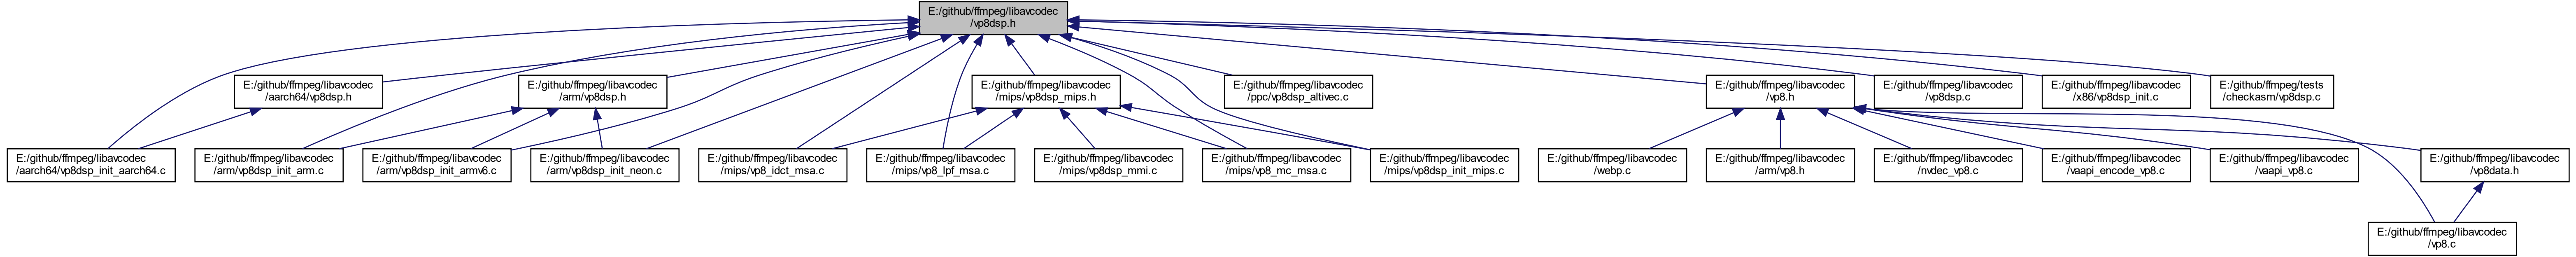 E:/github/ffmpeg/libavcodec
/vp8dsp.h
E:/github/ffmpeg/libavcodec
/aarch64/vp8dsp.h
E:/github/ffmpeg/libavcodec
/arm/vp8dsp.h
E:/github/ffmpeg/libavcodec
/mips/vp8dsp_mips.h
E:/github/ffmpeg/libavcodec
/ppc/vp8dsp_altivec.c
E:/github/ffmpeg/libavcodec
/vp8.h
E:/github/ffmpeg/libavcodec
/vp8dsp.c
E:/github/ffmpeg/libavcodec
/x86/vp8dsp_init.c
E:/github/ffmpeg/tests
/checkasm/vp8dsp.c
E:/github/ffmpeg/libavcodec
/aarch64/vp8dsp_init_aarch64.c
E:/github/ffmpeg/libavcodec
/arm/vp8dsp_init_arm.c
E:/github/ffmpeg/libavcodec
/arm/vp8dsp_init_armv6.c
E:/github/ffmpeg/libavcodec
/arm/vp8dsp_init_neon.c
E:/github/ffmpeg/libavcodec
/mips/vp8_idct_msa.c
E:/github/ffmpeg/libavcodec
/mips/vp8_lpf_msa.c
E:/github/ffmpeg/libavcodec
/mips/vp8dsp_mmi.c
E:/github/ffmpeg/libavcodec
/mips/vp8_mc_msa.c
E:/github/ffmpeg/libavcodec
/mips/vp8dsp_init_mips.c
E:/github/ffmpeg/libavcodec
/webp.c
E:/github/ffmpeg/libavcodec
/arm/vp8.h
E:/github/ffmpeg/libavcodec
/nvdec_vp8.c
E:/github/ffmpeg/libavcodec
/vaapi_encode_vp8.c
E:/github/ffmpeg/libavcodec
/vaapi_vp8.c
E:/github/ffmpeg/libavcodec
/vp8data.h
E:/github/ffmpeg/libavcodec
/vp8.c